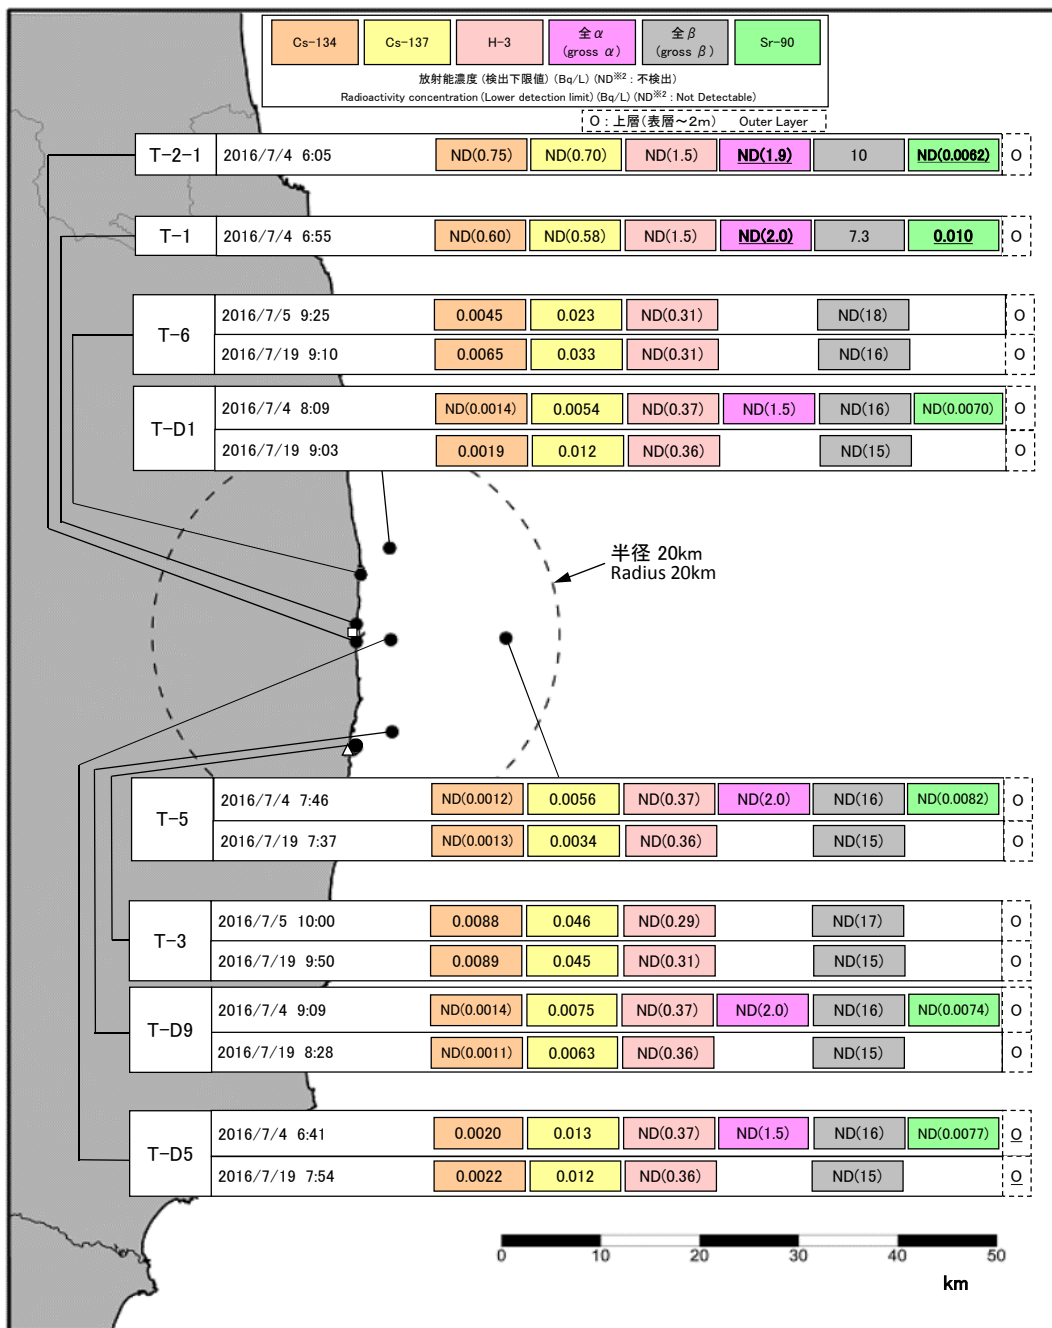 Cs-134 Cs-137 H-3 全α (gross α) 全β (gross β) Sr-90
放射能濃度 (検出下限値) (Bq/L) (ND※2 : 不検出)
Radioactivity concentration (Lower detection limit) (Bq/L) (ND※2 : Not Detectable)
O : 上層(表層~2m) Outer Layer
T-2-1 2016/7/4 6:05 ND(0.75) ND(0.70) ND(1.5) ND(1.9) 10 ND(0.0062) O
T-1 2016/7/4 6:55 ND(0.60) ND(0.58) ND(1.5) ND(2.0) 7.3 0.010 O
T-6
2016/7/5 9:25 0.0045 0.023 ND(0.31) ND(18) O
2016/7/19 9:10 0.0065 0.033 ND(0.31) ND(16) O
T-D1
2016/7/4 8:09 ND(0.0014) 0.0054 ND(0.37) ND(1.5) ND(16) ND(0.0070) O
2016/7/19 9:03 0.0019 0.012 ND(0.36) ND(15) O
半径 20km
Radius 20km
T-5
2016/7/4 7:46 ND(0.0012) 0.0056 ND(0.37) ND(2.0) ND(16) ND(0.0082) O
2016/7/19 7:37 ND(0.0013) 0.0034 ND(0.36) ND(15) O
T-3
2016/7/5 10:00 0.0088 0.046 ND(0.29) ND(17) O
2016/7/19 9:50 0.0089 0.045 ND(0.31) ND(15) O
T-D9
2016/7/4 9:09 ND(0.0014) 0.0075 ND(0.37) ND(2.0) ND(16) ND(0.0074) O
2016/7/19 8:28 ND(0.0011) 0.0063 ND(0.36) ND(15) O
T-D5
2016/7/4 6:41 0.0020 0.013 ND(0.37) ND(1.5) ND(16) ND(0.0077) O
2016/7/19 7:54 0.0022 0.012 ND(0.36) ND(15) O
0 10 20 30 40 50
km